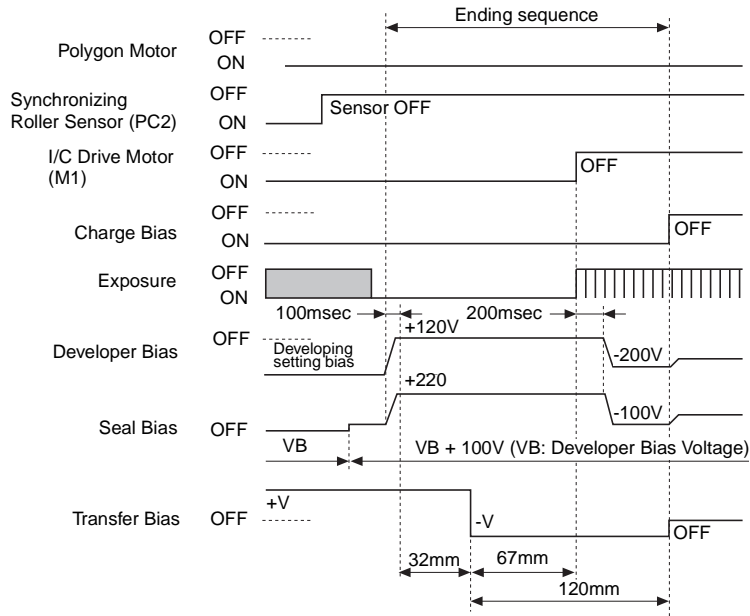 Ending sequence
Polygon Motor
OFF
ON
Synchronizing
Roller Sensor (PC2)
OFF
ON
Sensor OFF
I/C Drive Motor
(M1)
OFF
ON
OFF
Charge Bias
OFF
ON
OFF
Exposure
OFF
ON
100msec
200msec
Developer Bias
OFF
Developing
setting bias
+120V
-200V
Seal Bias
OFF
+220
-100V
VB
VB + 100V (VB: Developer Bias Voltage)
Transfer Bias
OFF
+V
-V
OFF
32mm
67mm
120mm